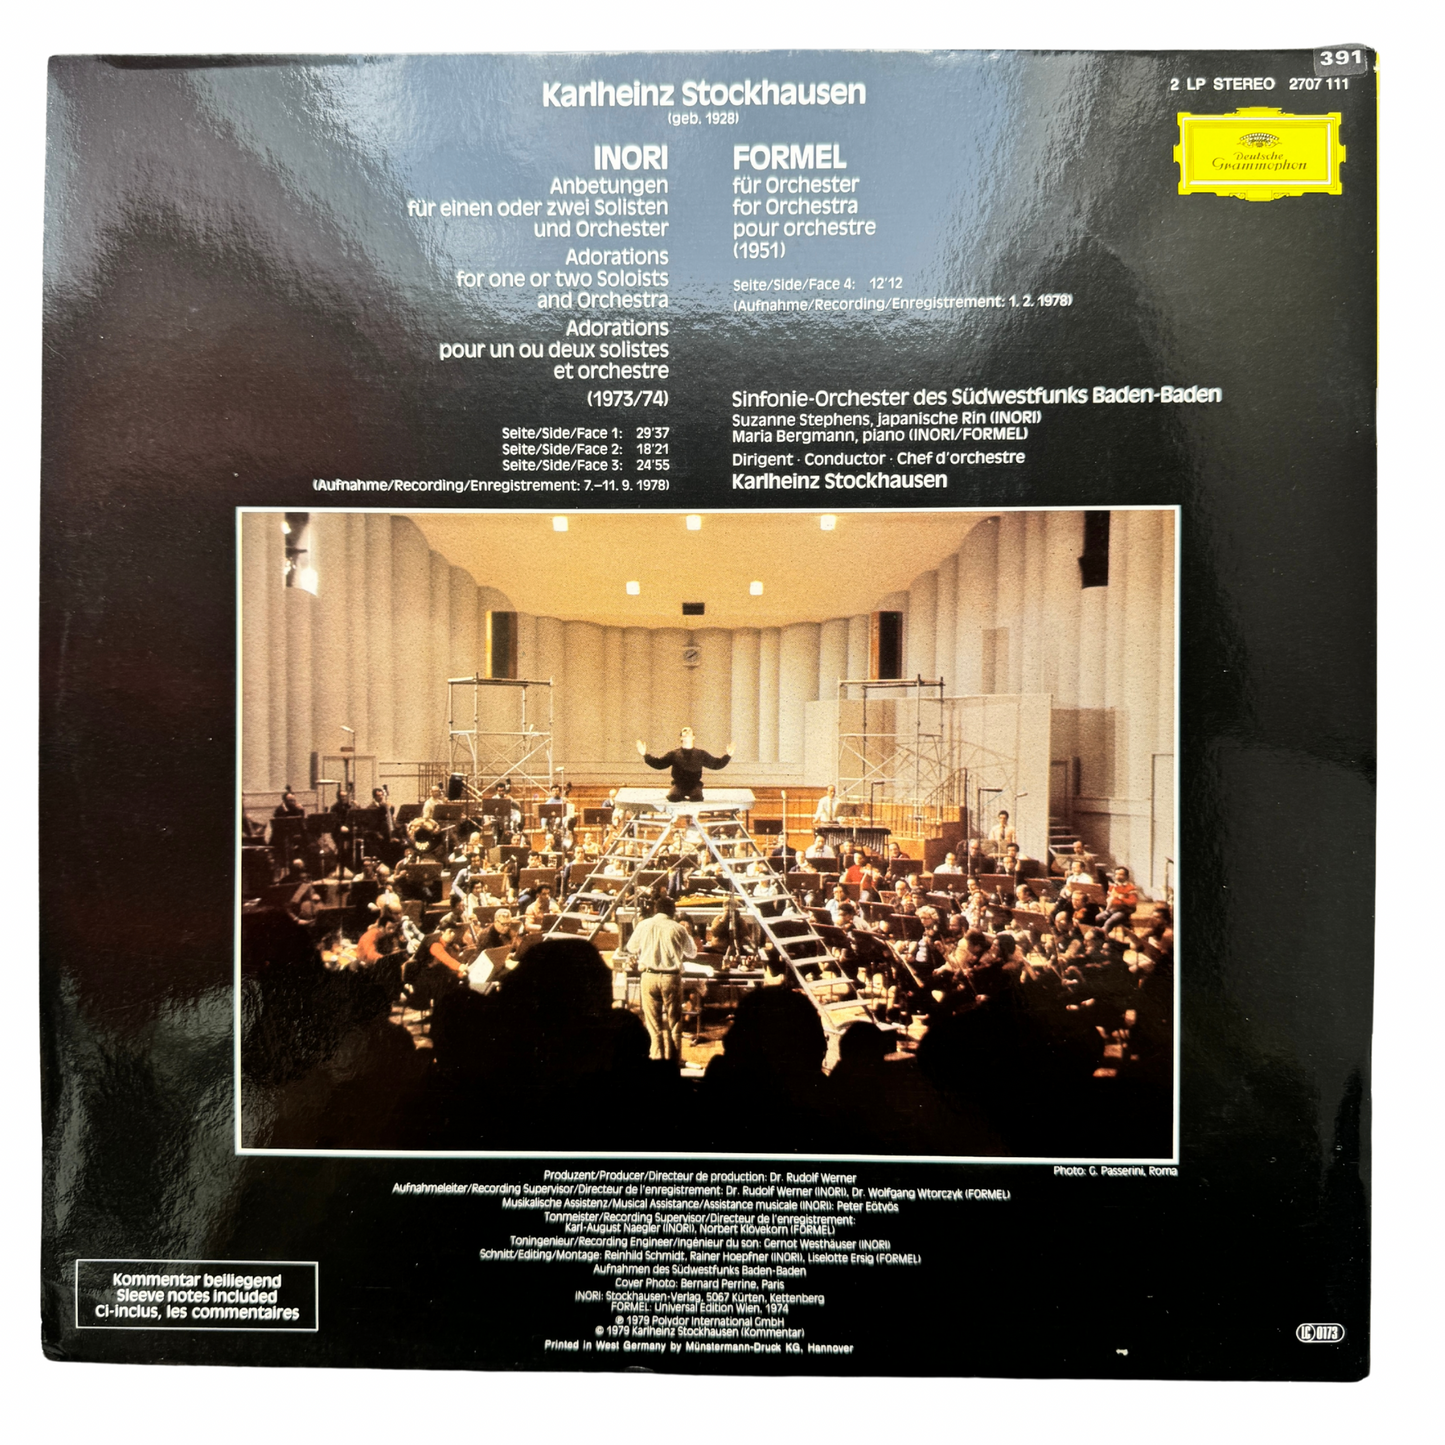 391
2 LP STEREO 2707 111
Deutsche
Grammophon
Karlheinz Stockhausen
(geb. 1928)
INORI
Anbetungen
für einen oder zwei Solisten
und Orchester
Adorations
for one or two Soloists
and Orchestra
Adorations
pour un ou deux solistes
et orchestre
(1973/74)
Seite/Side/Face 1: 29'37
Seite/Side/Face 2: 18'21
Seite/Side/Face 3: 24'55
(Aufnahme/Recording/Enregistrement: 7.–11. 9. 1978)
FORMEL
für Orchester
for Orchestra
pour orchestre
(1951)
Seite/Side/Face 4: 12'12
(Aufnahme/Recording/Enregistrement: 1. 2. 1978)
Sinfonie-Orchester des Südwestfunks Baden-Baden
Suzanne Stephens, japanische Rin (INORI)
Maria Bergmann, piano (INORI/FORMEL)
Dirigent · Conductor · Chef d'orchestre
Karlheinz Stockhausen
Photo: G. Passerini, Roma
Produzent/Producer/Directeur de production: Dr. Rudolf Werner
Aufnahmeleiter/Recording Supervisor/Directeur de l'enregistrement: Dr. Rudolf Werner (INORI), Dr. Wolfgang Wtorczyk (FORMEL)
Musikalische Assistenz/Musical Assistance/Assistance musicale (INORI): Peter Eötvös
Tonmeister/Recording Supervisor/Directeur de l'enregistrement:
Karl-August Naegler (INORI), Norbert Klövekorn (FORMEL)
Toningenieur/Recording Engineer/Ingénieur du son: Gernot Westhäuser (INORI)
Schnitt/Editing/Montage: Reinhild Schmidt, Rainer Hoepfner (INORI), Liselotte Ersig (FORMEL)
Aufnahmen des Südwestfunks Baden-Baden
Cover Photo: Bernard Perrine, Paris
INORI: Stockhausen-Verlag, 5067 Kürten, Kettenberg
FORMEL: Universal Edition Wien, 1974
℗ 1979 Polydor International GmbH
© 1979 Karlheinz Stockhausen (Kommentar)
Printed in West Germany by Münstermann-Druck KG, Hannover
Kommentar beiliegend
Sleeve notes included
Ci-inclus, les commentaires
LC 0173